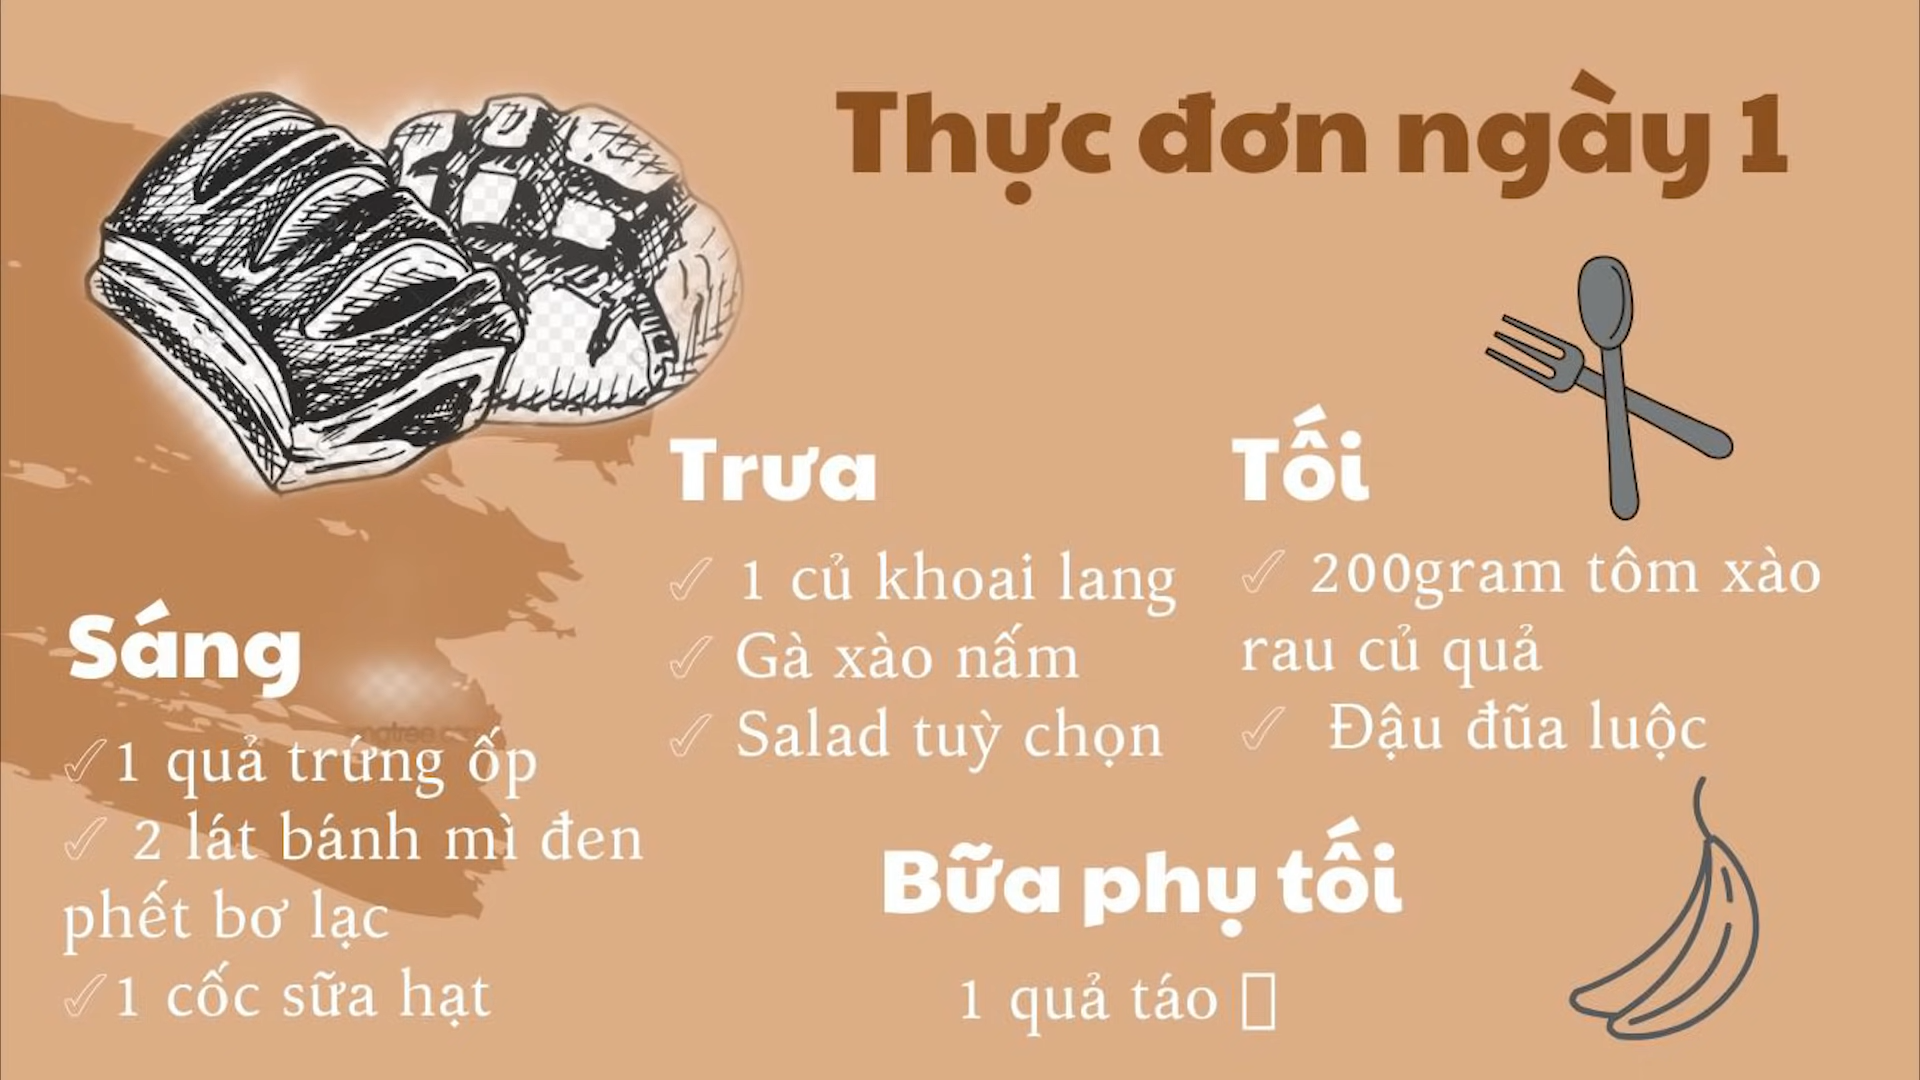 Thực đơn ngày 1
Sáng
✓1 quả trứng ốp
✓ 2 lát bánh mì đen
phết bơ lạc
✓1 cốc sữa hạt
Trưa
✓ 1 củ khoai lang
✓ Gà xào nấm
✓ Salad tuỳ chọn
Tối
✓ 200gram tôm xào
rau củ quả
✓ Đậu đũa luộc
Bữa phụ tối
1 quả táo